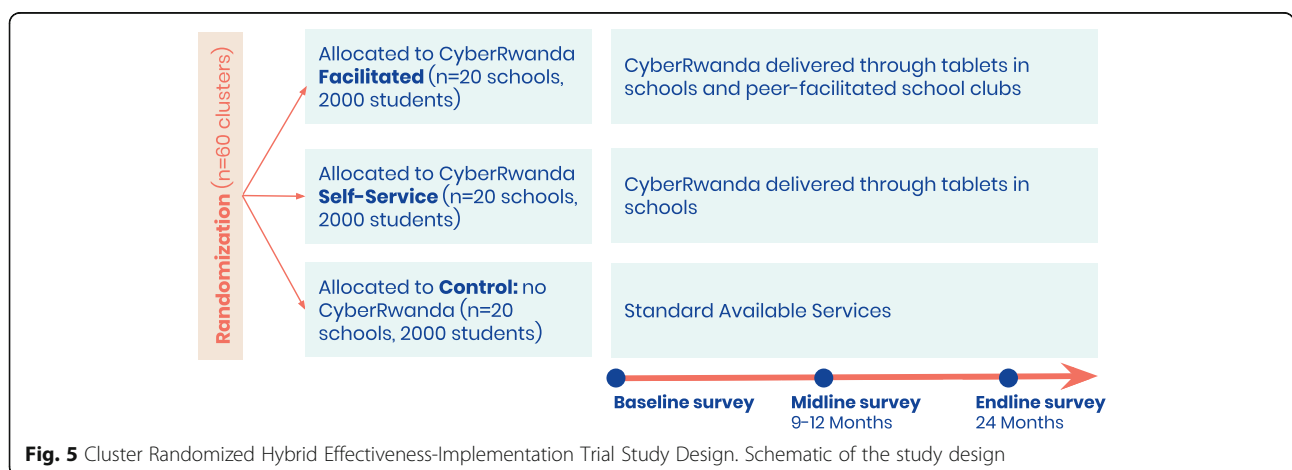 Randomization (n=60 clusters)
Allocated to CyberRwanda
Facilitated (n=20 schools,
2000 students)
CyberRwanda delivered through tablets in
schools and peer-facilitated school clubs
Allocated to CyberRwanda
Self-Service (n=20 schools,
2000 students)
CyberRwanda delivered through tablets in
schools
Allocated to Control: no
CyberRwanda (n=20
schools, 2000 students)
Standard Available Services
Baseline survey
Midline survey
9-12 Months
Endline survey
24 Months
Fig. 5 Cluster Randomized Hybrid Effectiveness-Implementation Trial Study Design. Schematic of the study design